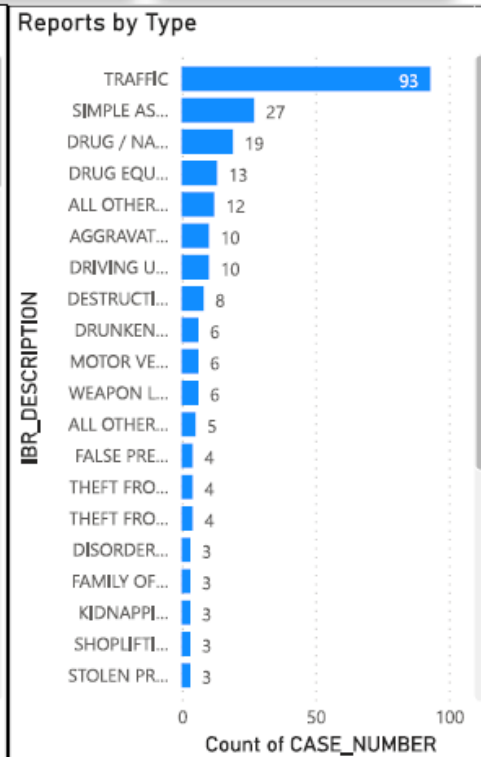 Reports by Type
TRAFFIC 93
SIMPLE AS... 27
DRUG / NA... 19
DRUG EQU... 13
ALL OTHER... 12
AGGRAVAT... 10
DRIVING U... 10
DESTRUCTI... 8
DRUNKEN... 6
MOTOR VE... 6
WEAPON L... 6
ALL OTHER... 5
FALSE PRE... 4
THEFT FRO... 4
THEFT FRO... 4
DISORDER... 3
FAMILY OF... 3
KIDNAPPI... 3
SHOPLIFTI... 3
STOLEN PR... 3
IBR_DESCRIPTION
0 50 100
Count of CASE_NUMBER